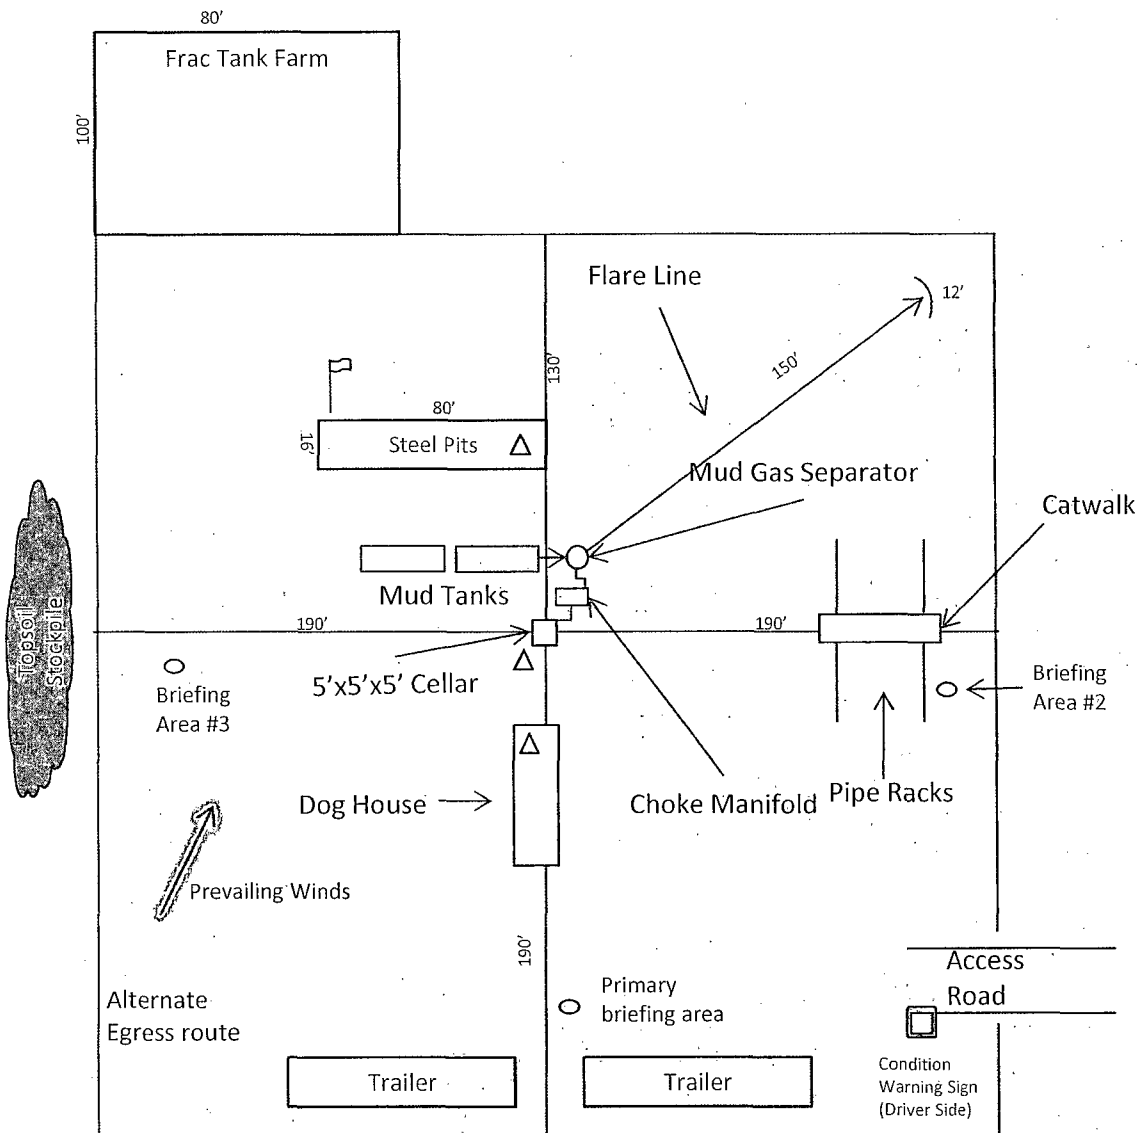 80'
Frac Tank Farm
100'
Flare Line
12'
150'
130'
80'
16'
Steel Pits
Mud Gas Separator
Catwalk
Mud Tanks
190'
190'
Topsoil
Stockpile
5'x5'x5' Cellar
Briefing
Area #3
Briefing
Area #2
Dog House
Choke Manifold
Pipe Racks
Prevailing Winds
190'
Access
Road
Primary
briefing area
Alternate
Egress route
Trailer
Trailer
Condition
Warning Sign
(Driver Side)